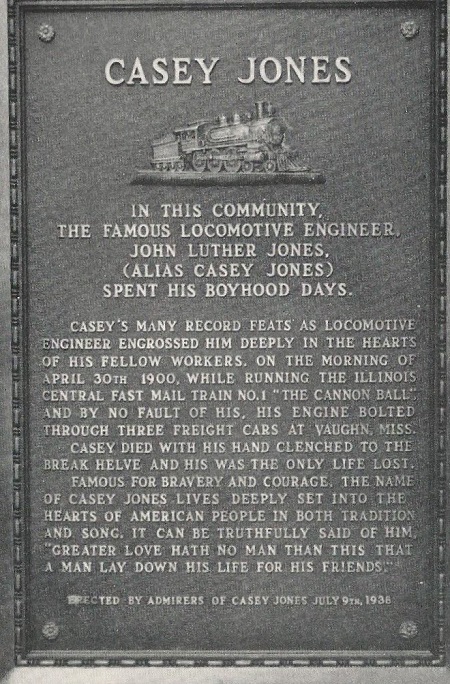 CASEY JONES
IN THIS COMMUNITY,
THE FAMOUS LOCOMOTIVE ENGINEER,
JOHN LUTHER JONES,
(ALIAS CASEY JONES)
SPENT HIS BOYHOOD DAYS.
CASEY'S MANY RECORD FEATS AS LOCOMOTIVE
ENGINEER ENGROSSED HIM DEEPLY IN THE HEARTS
OF HIS FELLOW WORKERS. ON THE MORNING OF
APRIL 30TH 1900, WHILE RUNNING THE ILLINOIS
CENTRAL FAST MAIL TRAIN NO.1 "THE CANNON BALL"
AND BY NO FAULT OF HIS, HIS ENGINE BOLTED
THROUGH THREE FREIGHT CARS AT VAUGHN, MISS.
CASEY DIED WITH HIS HAND CLENCHED TO THE
BREAK HELVE AND HIS WAS THE ONLY LIFE LOST.
FAMOUS FOR BRAVERY AND COURAGE, THE NAME
OF CASEY JONES LIVES DEEPLY SET INTO THE
HEARTS OF AMERICAN PEOPLE IN BOTH TRADITION
AND SONG. IT CAN BE TRUTHFULLY SAID OF HIM,
"GREATER LOVE HATH NO MAN THAN THIS THAT
A MAN LAY DOWN HIS LIFE FOR HIS FRIENDS."
ERECTED BY ADMIRERS OF CASEY JONES JULY 9TH, 1938